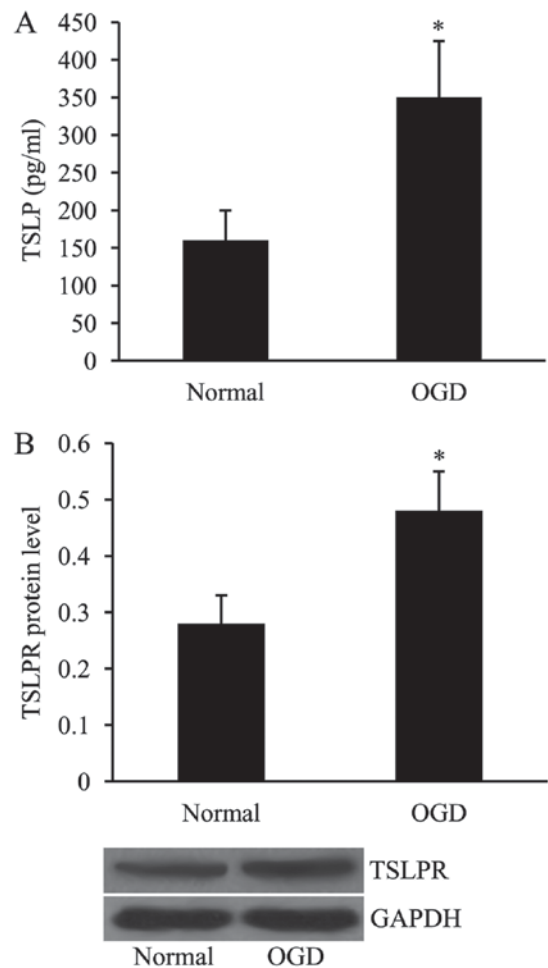 A
TSLP (pg/ml)
450
400
350
300
250
200
150
100
50
0
*
Normal OGD
B
TSLPR protein level
0.6
0.5
0.4
0.3
0.2
0.1
0
*
Normal OGD
TSLPR
GAPDH
Normal OGD